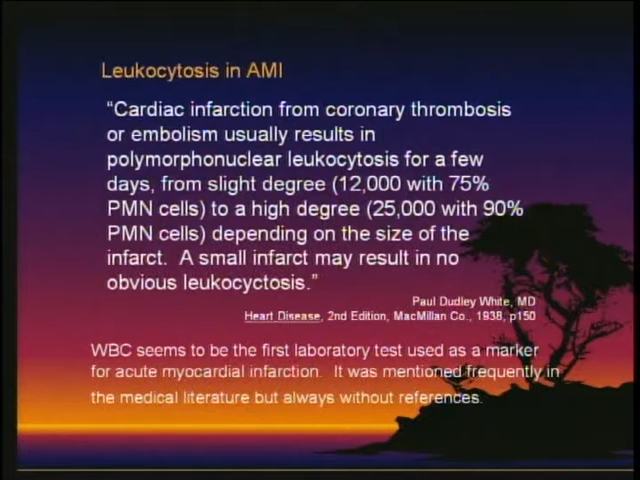 Leukocytosis in AMI
“Cardiac infarction from coronary thrombosis
or embolism usually results in
polymorphonuclear leukocytosis for a few
days, from slight degree (12,000 with 75%
PMN cells) to a high degree (25,000 with 90%
PMN cells) depending on the size of the
infarct.  A small infarct may result in no
obvious leukocyctosis.”
Paul Dudley White, MD
Heart Disease, 2nd Edition, MacMillan Co., 1938, p150
WBC seems to be the first laboratory test used as a marker
for acute myocardial infarction.  It was mentioned frequently in
the medical literature but always without references.